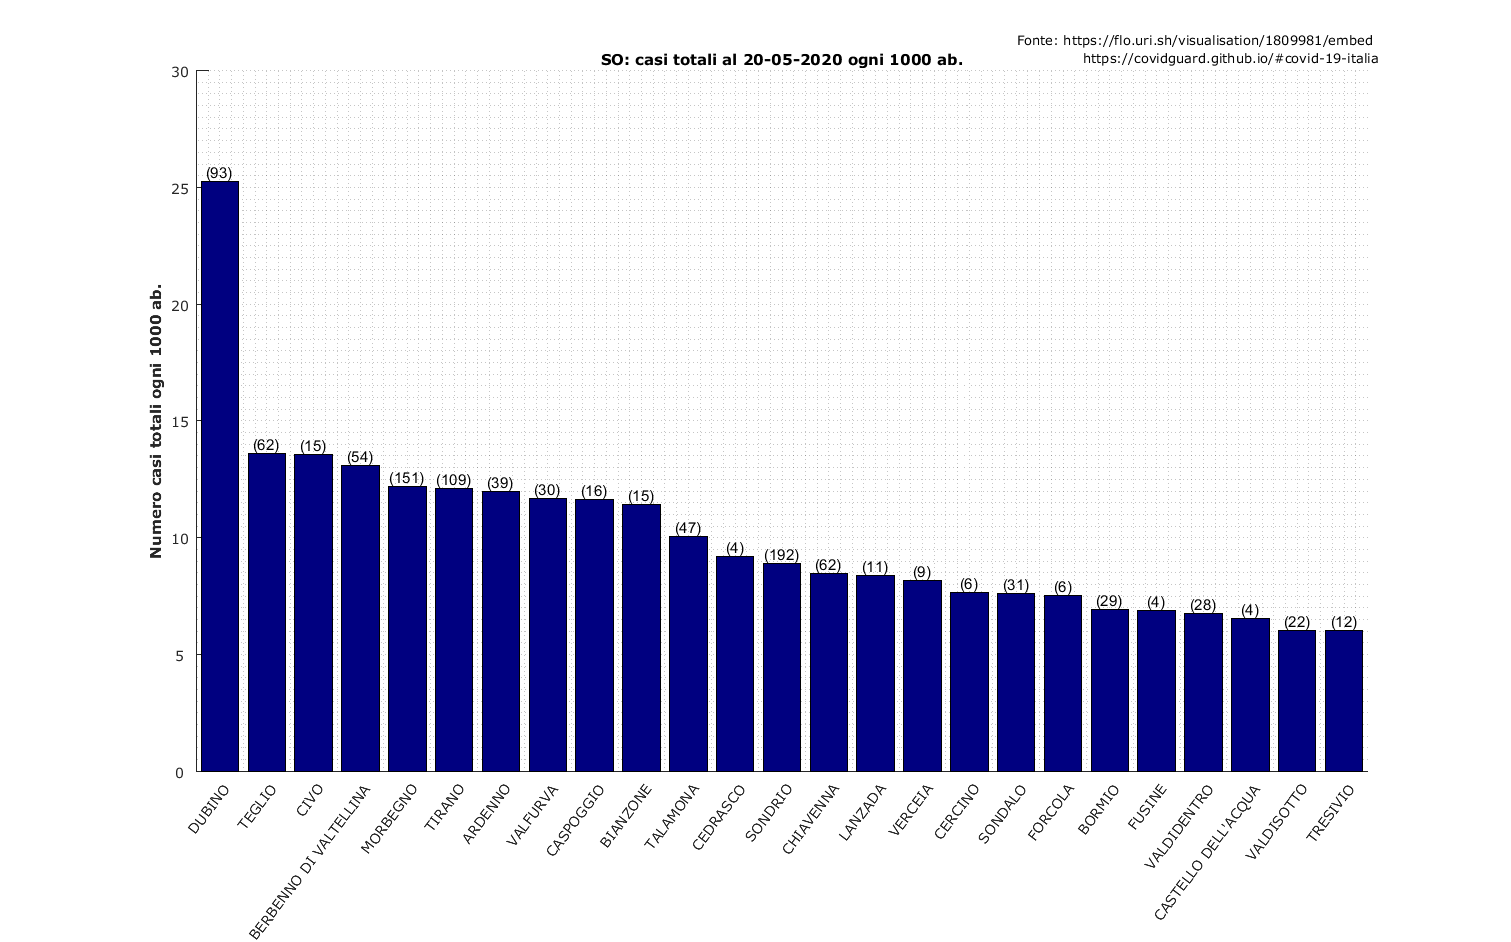 Fonte: https://flo.uri.sh/visualisation/1809981/embed
https://covidguard.github.io/#covid-19-italia
SO: casi totali al 20-05-2020 ogni 1000 ab.
Numero casi totali ogni 1000 ab.
30
25
20
15
10
5
0
(93)
(62)
(15)
(54)
(151)
(109)
(39)
(30)
(16)
(15)
(47)
(4)
(192)
(62)
(11)
(9)
(6)
(31)
(6)
(29)
(4)
(28)
(4)
(22)
(12)
DUBINO
TEGLIO
CIVO
BERBENNO DI VALTELLINA
MORBEGNO
TIRANO
ARDENNO
VALFURVA
CASPOGGIO
BIANZONE
TALAMONA
CEDRASCO
SONDRIO
CHIAVENNA
LANZADA
VERCEIA
CERCINO
SONDALO
FORCOLA
BORMIO
FUSINE
VALDIDENTRO
CASTELLO DELL'ACQUA
VALDISOTTO
TRESIVIO